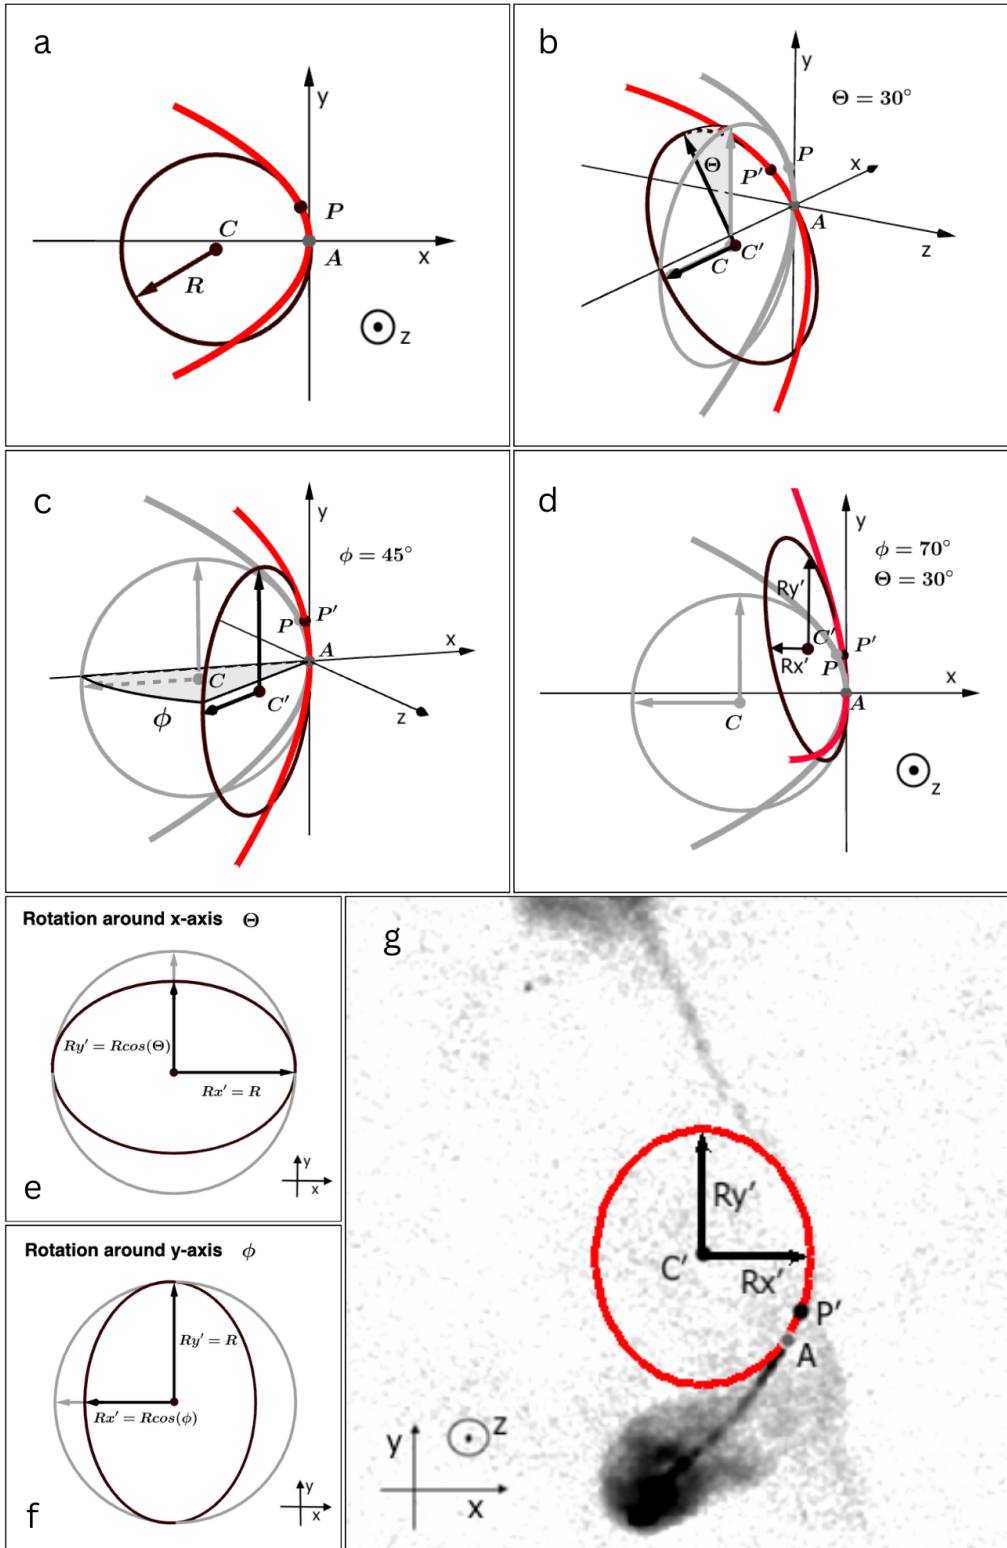 a
y
C
P
A
x
R
z
b
y
Θ = 30°
P
x
Θ
P′
A
C
C′
z
c
y
ϕ = 45°
P
P′
x
A
C
C′
ϕ
z
d
y
ϕ = 70°
Θ = 30°
Ry′
C′
P′
P
Rx′
x
A
C
z
Rotation around x-axis Θ
Ry′ = Rcos(Θ)
Rx′ = R
y
x
e
Rotation around y-axis ϕ
Ry′ = R
Rx′ = Rcos(ϕ)
y
x
f
g
Ry′
C′
Rx′
P′
A
z
y
x